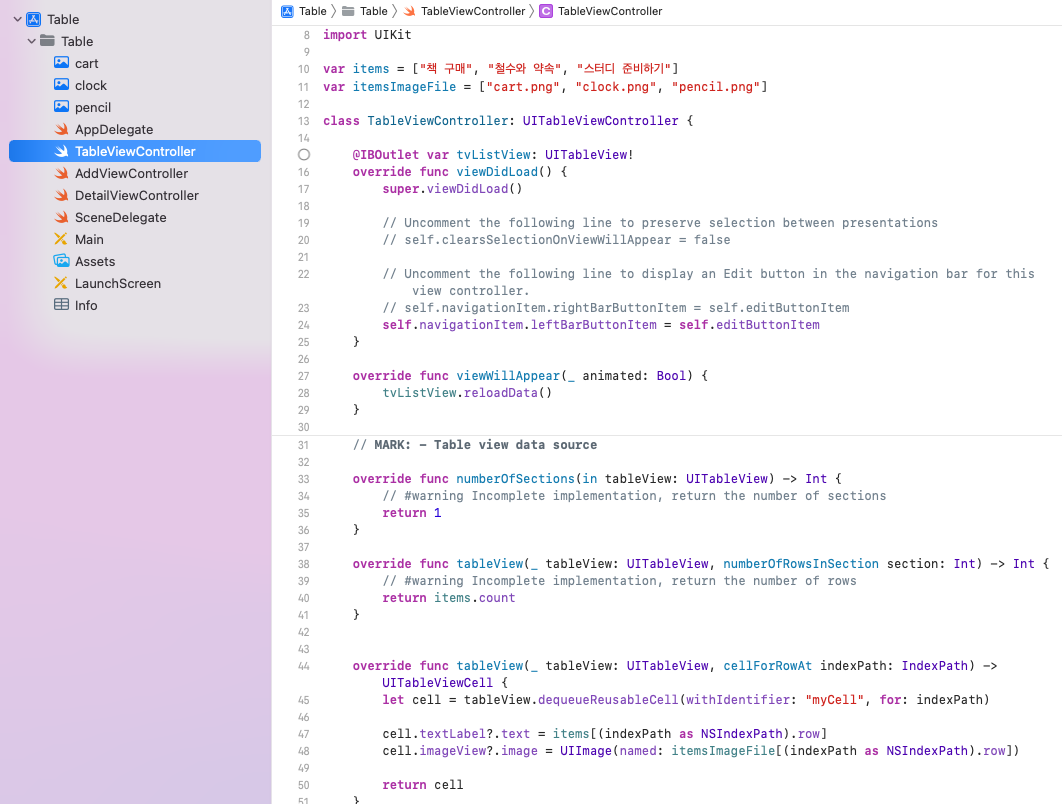 Table
Table
cart
clock
pencil
AppDelegate
TableViewController
AddViewController
DetailViewController
SceneDelegate
Main
Assets
LaunchScreen
Info
Table 〉 Table 〉 TableViewController 〉 C TableViewController
8 import UIKit
9
10 var items = ["책 구매", "철수와 약속", "스터디 준비하기"]
11 var itemsImageFile = ["cart.png", "clock.png", "pencil.png"]
12
13 class TableViewController: UITableViewController {
14
@IBOutlet var tvListView: UITableView!
16 override func viewDidLoad() {
17 super.viewDidLoad()
18
19 // Uncomment the following line to preserve selection between presentations
20 // self.clearsSelectionOnViewWillAppear = false
21
22 // Uncomment the following line to display an Edit button in the navigation bar for this
view controller.
23 // self.navigationItem.rightBarButtonItem = self.editButtonItem
24 self.navigationItem.leftBarButtonItem = self.editButtonItem
25 }
26
27 override func viewWillAppear(_ animated: Bool) {
28 tvListView.reloadData()
29 }
30
31 // MARK: - Table view data source
32
33 override func numberOfSections(in tableView: UITableView) -> Int {
34 // #warning Incomplete implementation, return the number of sections
35 return 1
36 }
37
38 override func tableView(_ tableView: UITableView, numberOfRowsInSection section: Int) -> Int {
39 // #warning Incomplete implementation, return the number of rows
40 return items.count
41 }
42
43
44 override func tableView(_ tableView: UITableView, cellForRowAt indexPath: IndexPath) ->
UITableViewCell {
45 let cell = tableView.dequeueReusableCell(withIdentifier: "myCell", for: indexPath)
46
47 cell.textLabel?.text = items[(indexPath as NSIndexPath).row]
48 cell.imageView?.image = UIImage(named: itemsImageFile[(indexPath as NSIndexPath).row])
49
50 return cell
51 }